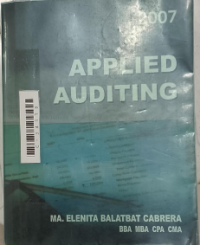 2007
APPLIED
AUDITING
MA. ELENITA BALATBAT CABRERA
BBA MBA CPA CMA